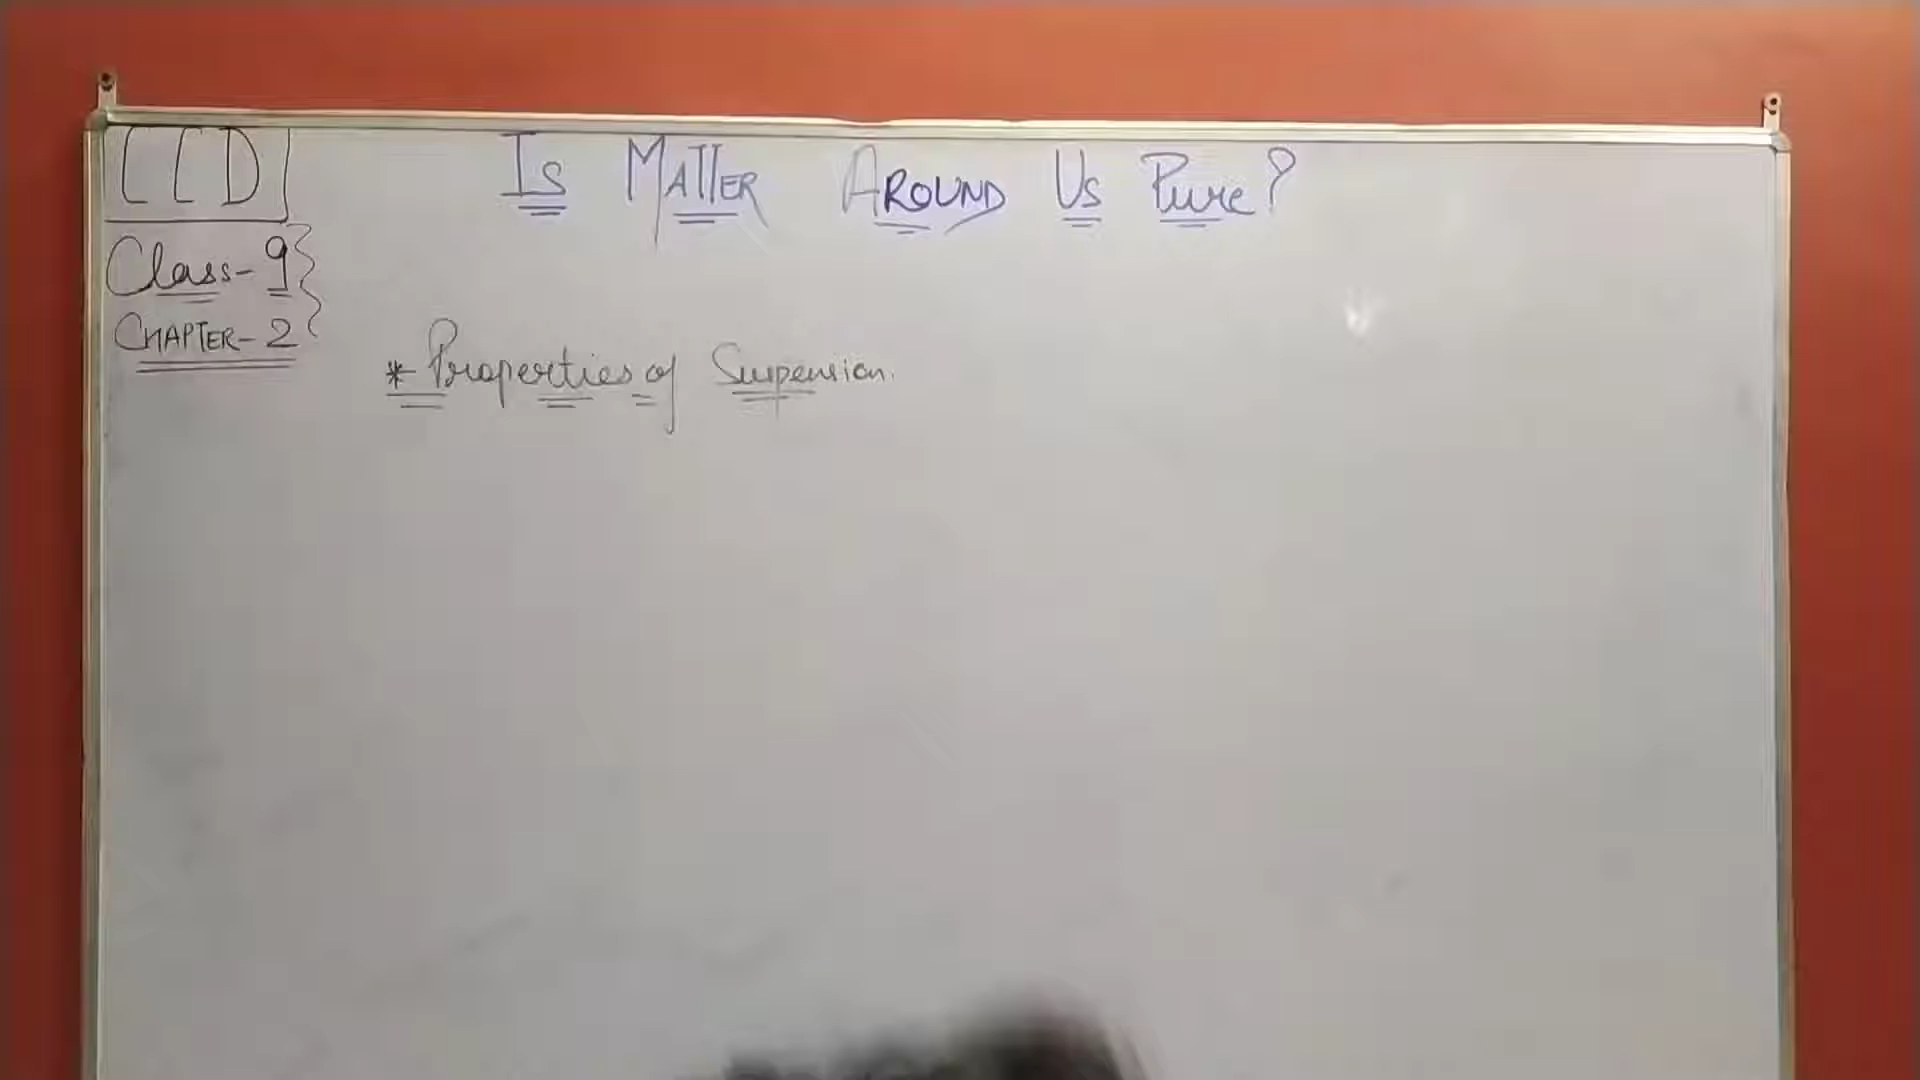 CCD
Is Matter Around Us Pure?
Class-9
Chapter-2
* Properties of Suspension.